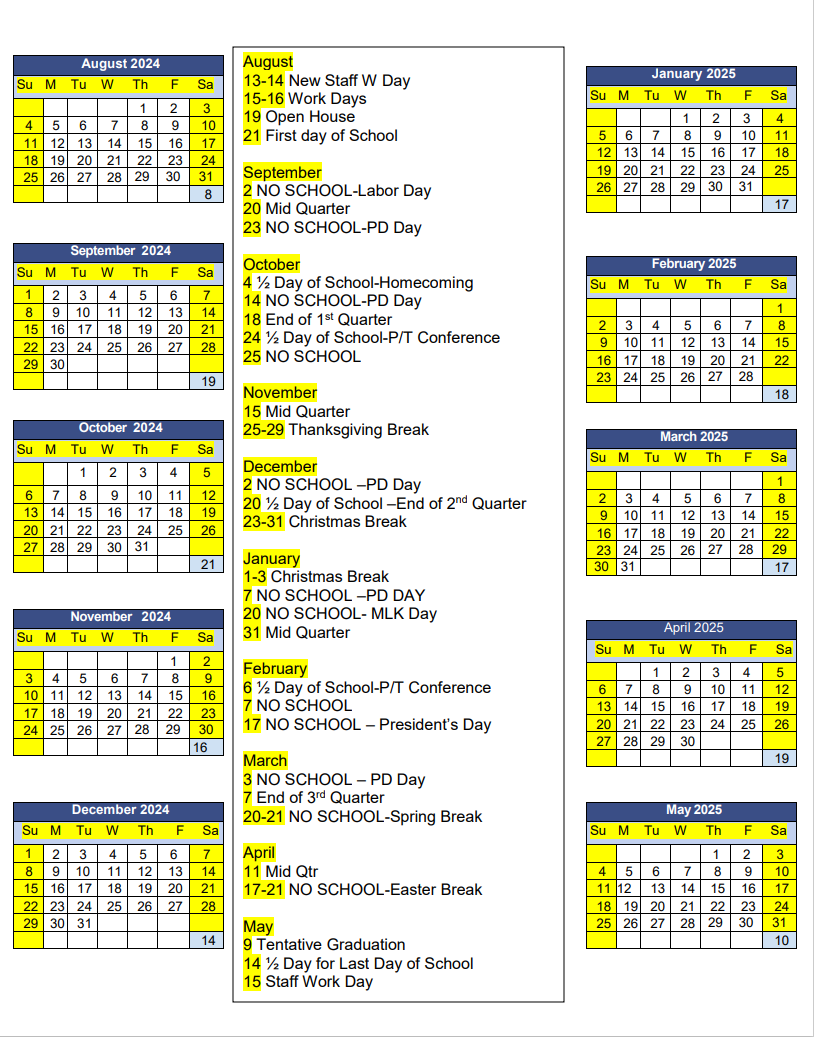 August 2024
Su M Tu W Th F Sa
1 2 3
4 5 6 7 8 9 10
11 12 13 14 15 16 17
18 19 20 21 22 23 24
25 26 27 28 29 30 31
8
September 2024
Su M Tu W Th F Sa
1 2 3 4 5 6 7
8 9 10 11 12 13 14
15 16 17 18 19 20 21
22 23 24 25 26 27 28
29 30
19
October 2024
Su M Tu W Th F Sa
1 2 3 4 5
6 7 8 9 10 11 12
13 14 15 16 17 18 19
20 21 22 23 24 25 26
27 28 29 30 31
21
November 2024
Su M Tu W Th F Sa
1 2
3 4 5 6 7 8 9
10 11 12 13 14 15 16
17 18 19 20 21 22 23
24 25 26 27 28 29 30
16
December 2024
Su M Tu W Th F Sa
1 2 3 4 5 6 7
8 9 10 11 12 13 14
15 16 17 18 19 20 21
22 23 24 25 26 27 28
29 30 31
14
August
13-14 New Staff W Day
15-16 Work Days
19 Open House
21 First day of School
September
2 NO SCHOOL-Labor Day
20 Mid Quarter
23 NO SCHOOL-PD Day
October
4 ½ Day of School-Homecoming
14 NO SCHOOL-PD Day
18 End of 1st Quarter
24 ½ Day of School-P/T Conference
25 NO SCHOOL
November
15 Mid Quarter
25-29 Thanksgiving Break
December
2 NO SCHOOL –PD Day
20 ½ Day of School –End of 2nd Quarter
23-31 Christmas Break
January
1-3 Christmas Break
7 NO SCHOOL –PD DAY
20 NO SCHOOL- MLK Day
31 Mid Quarter
February
6 ½ Day of School-P/T Conference
7 NO SCHOOL
17 NO SCHOOL – President’s Day
March
3 NO SCHOOL – PD Day
7 End of 3rd Quarter
20-21 NO SCHOOL-Spring Break
April
11 Mid Qtr
17-21 NO SCHOOL-Easter Break
May
9 Tentative Graduation
14 ½ Day for Last Day of School
15 Staff Work Day
January 2025
Su M Tu W Th F Sa
1 2 3 4
5 6 7 8 9 10 11
12 13 14 15 16 17 18
19 20 21 22 23 24 25
26 27 28 29 30 31
17
February 2025
Su M Tu W Th F Sa
1
2 3 4 5 6 7 8
9 10 11 12 13 14 15
16 17 18 19 20 21 22
23 24 25 26 27 28
18
March 2025
Su M Tu W Th F Sa
1
2 3 4 5 6 7 8
9 10 11 12 13 14 15
16 17 18 19 20 21 22
23 24 25 26 27 28 29
30 31 17
April 2025
Su M Tu W Th F Sa
1 2 3 4 5
6 7 8 9 10 11 12
13 14 15 16 17 18 19
20 21 22 23 24 25 26
27 28 29 30
19
May 2025
Su M Tu W Th F Sa
1 2 3
4 5 6 7 8 9 10
11 12 13 14 15 16 17
18 19 20 21 22 23 24
25 26 27 28 29 30 31
10